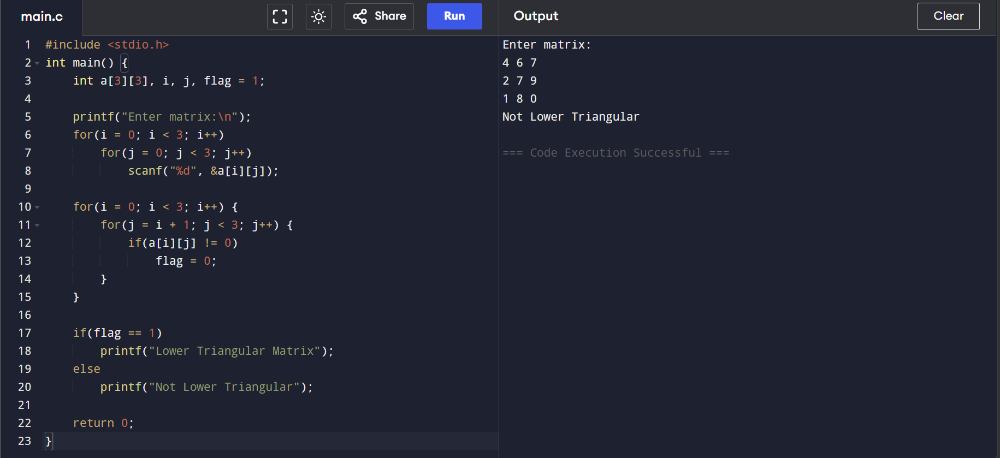 main.c
Share
Run
Output
Clear
1 #include <stdio.h>
2 int main() {
3     int a[3][3], i, j, flag = 1;
4
5     printf("Enter matrix:\n");
6     for(i = 0; i < 3; i++)
7         for(j = 0; j < 3; j++)
8             scanf("%d", &a[i][j]);
9
10     for(i = 0; i < 3; i++) {
11         for(j = i + 1; j < 3; j++) {
12             if(a[i][j] != 0)
13                 flag = 0;
14         }
15     }
16
17     if(flag == 1)
18         printf("Lower Triangular Matrix");
19     else
20         printf("Not Lower Triangular");
21
22     return 0;
23 }
Enter matrix:
4 6 7
2 7 9
1 8 0
Not Lower Triangular
=== Code Execution Successful ===